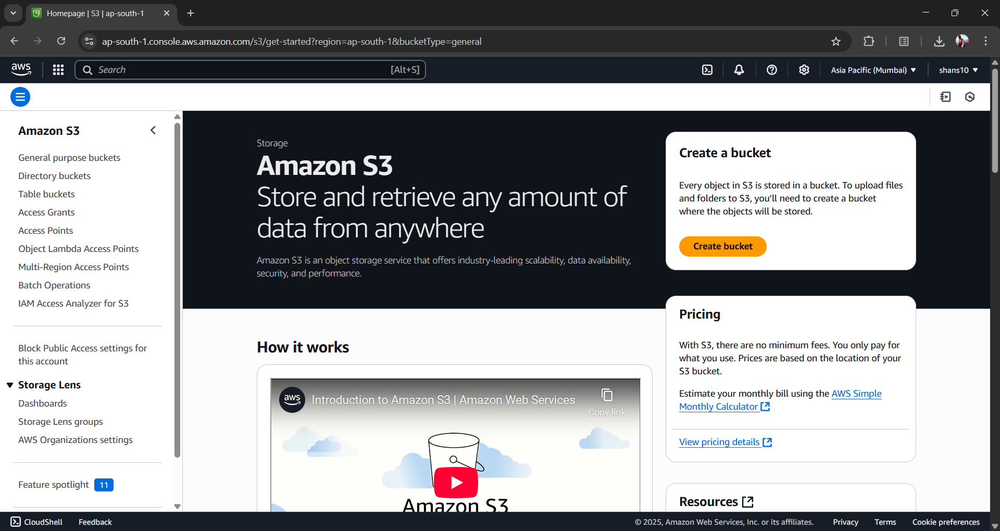 Homepage | S3 | ap-south-1
ap-south-1.console.aws.amazon.com/s3/get-started?region=ap-south-1&bucketType=general
aws
Search
[Alt+S]
Asia Pacific (Mumbai)
shans10
Amazon S3
General purpose buckets
Directory buckets
Table buckets
Access Grants
Access Points
Object Lambda Access Points
Multi-Region Access Points
Batch Operations
IAM Access Analyzer for S3
Block Public Access settings for
this account
Storage Lens
Dashboards
Storage Lens groups
AWS Organizations settings
Feature spotlight 11
Storage
Amazon S3
Store and retrieve any amount of
data from anywhere
Amazon S3 is an object storage service that offers industry-leading scalability, data availability,
security, and performance.
How it works
aws
Introduction to Amazon S3 | Amazon Web Services
Copy link
Amazon S3
Create a bucket
Every object in S3 is stored in a bucket. To upload files
and folders to S3, you'll need to create a bucket
where the objects will be stored.
Create bucket
Pricing
With S3, there are no minimum fees. You only pay for
what you use. Prices are based on the location of your
S3 bucket.
Estimate your monthly bill using the AWS Simple
Monthly Calculator
View pricing details
Resources
CloudShell
Feedback
© 2025, Amazon Web Services, Inc. or its affiliates.
Privacy
Terms
Cookie preferences